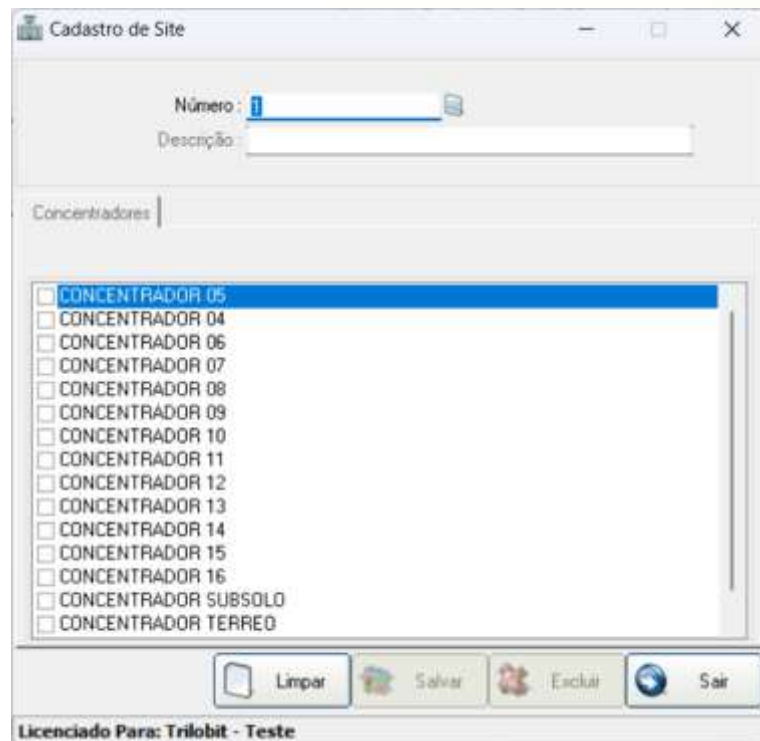 Cadastro de Site
Número : 1
Descrição :
Concentradores
CONCENTRADOR 05
CONCENTRADOR 04
CONCENTRADOR 06
CONCENTRADOR 07
CONCENTRADOR 08
CONCENTRADOR 09
CONCENTRADOR 10
CONCENTRADOR 11
CONCENTRADOR 12
CONCENTRADOR 13
CONCENTRADOR 14
CONCENTRADOR 15
CONCENTRADOR 16
CONCENTRADOR SUBSOLO
CONCENTRADOR TERREO
Limpar Salvar Excluir Sair
Licenciado Para: Trilobit - Teste